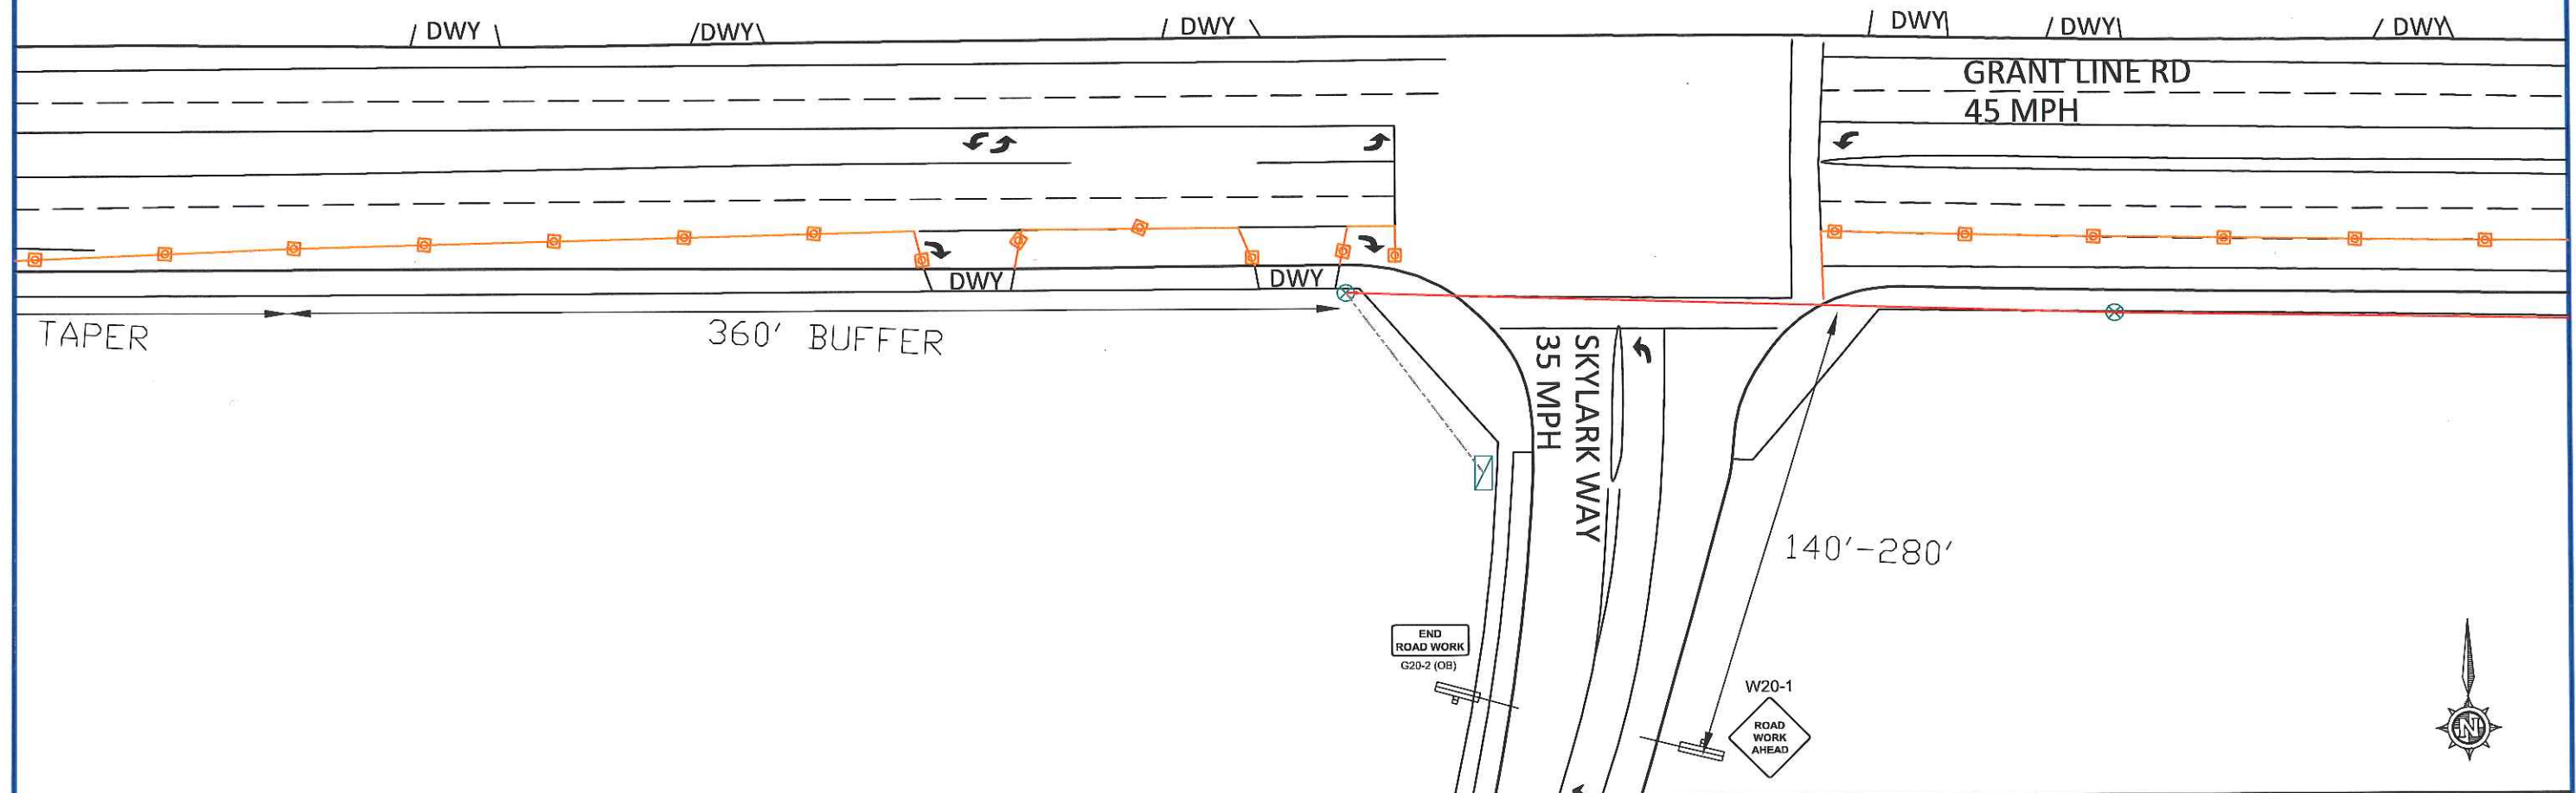 DWY
DWY
DWY
DWY
DWY
DWY
GRANT LINE RD
45 MPH
DWY
DWY
TAPER
360' BUFFER
SKYLARK WAY
35 MPH
140'-280'
END
ROAD WORK
G20-2 (OB)
W20-1
ROAD
WORK
AHEAD
N